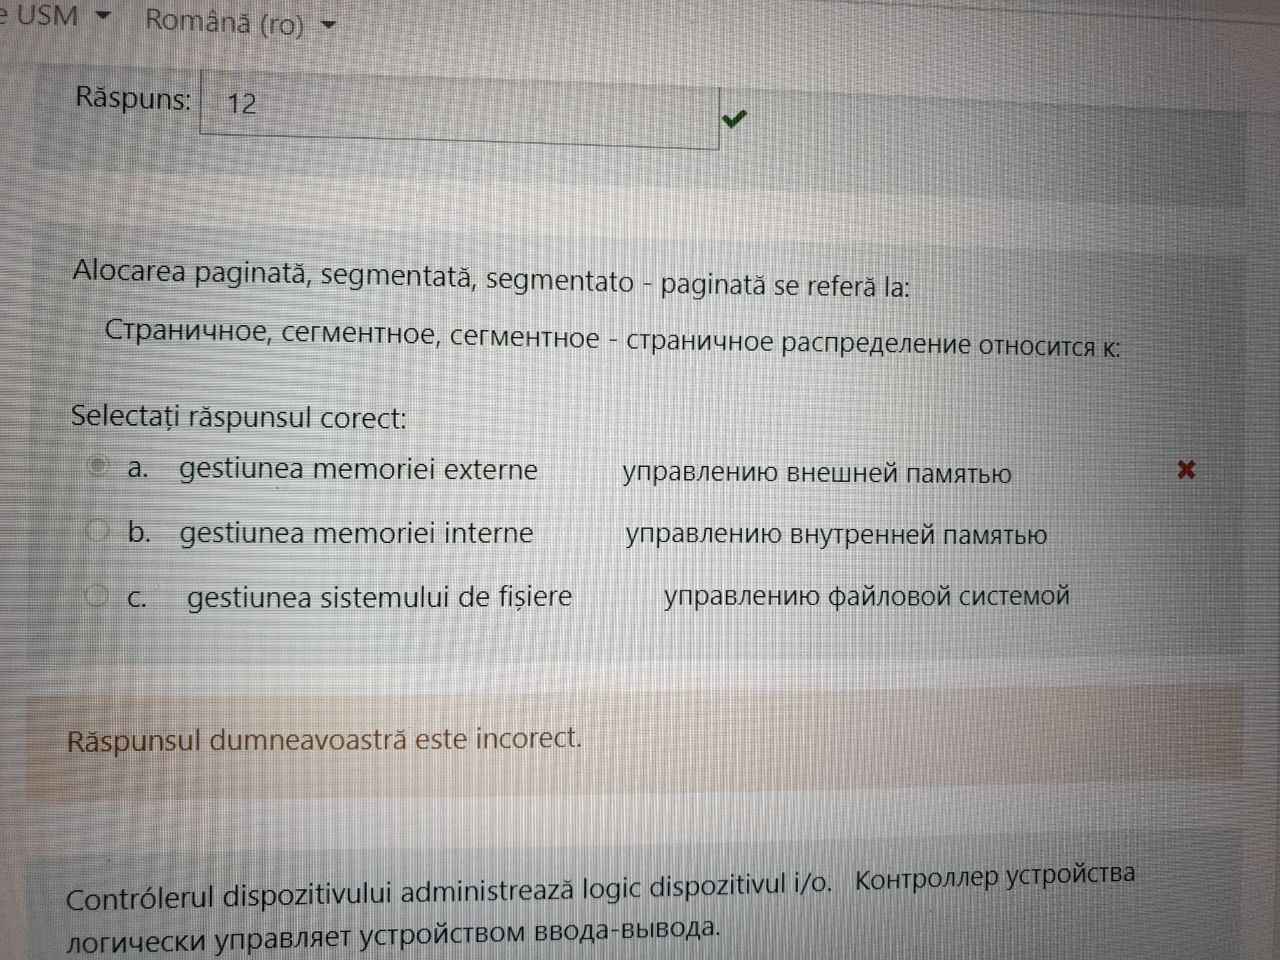 e USM Română (ro)
Răspuns: 12
Alocarea paginată, segmentată, segmentato - paginată se referă la:
Страничное, сегментное, сегментное - страничное распределение относится к:
Selectați răspunsul corect:
a. gestiunea memoriei externe управлению внешней памятью
b. gestiunea memoriei interne управлению внутренней памятью
c. gestiunea sistemului de fișiere управлению файловой системой
Răspunsul dumneavoastră este incorect.
Contrólerul dispozitivului administrează logic dispozitivul i/o. Контроллер устройства
логически управляет устройством ввода-вывода.